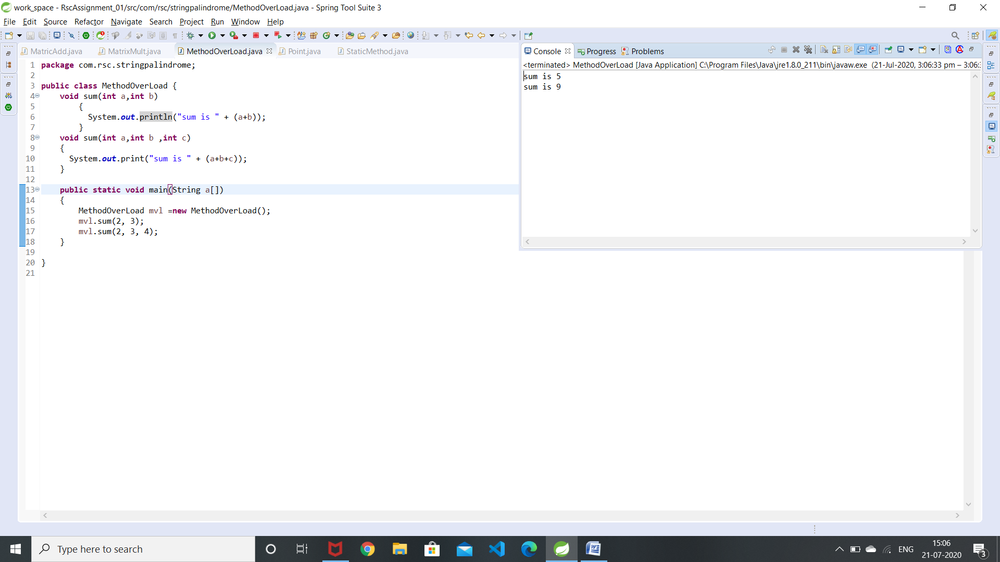 work_space - RscAssignment_01/src/com/rsc/stringpalindrome/MethodOverLoad.java - Spring Tool Suite 3
File Edit Source Refactor Navigate Search Project Run Window Help
MatricAdd.java MatrixMult.java MethodOverLoad.java Point.java StaticMethod.java
1 package com.rsc.stringpalindrome;
2
3 public class MethodOverLoad {
4 void sum(int a,int b)
5 {
6 System.out.println("sum is " + (a+b));
7 }
8 void sum(int a,int b ,int c)
9 {
10 System.out.print("sum is " + (a+b+c));
11 }
12
13 public static void main(String a[])
14 {
15 MethodOverLoad mvl =new MethodOverLoad();
16 mvl.sum(2, 3);
17 mvl.sum(2, 3, 4);
18 }
19
20 }
21
Console Progress Problems
<terminated> MethodOverLoad [Java Application] C:\Program Files\Java\jre1.8.0_211\bin\javaw.exe (21-Jul-2020, 3:06:33 pm – 3:06:
sum is 5
sum is 9
Type here to search
ENG
15:06
21-07-2020
3